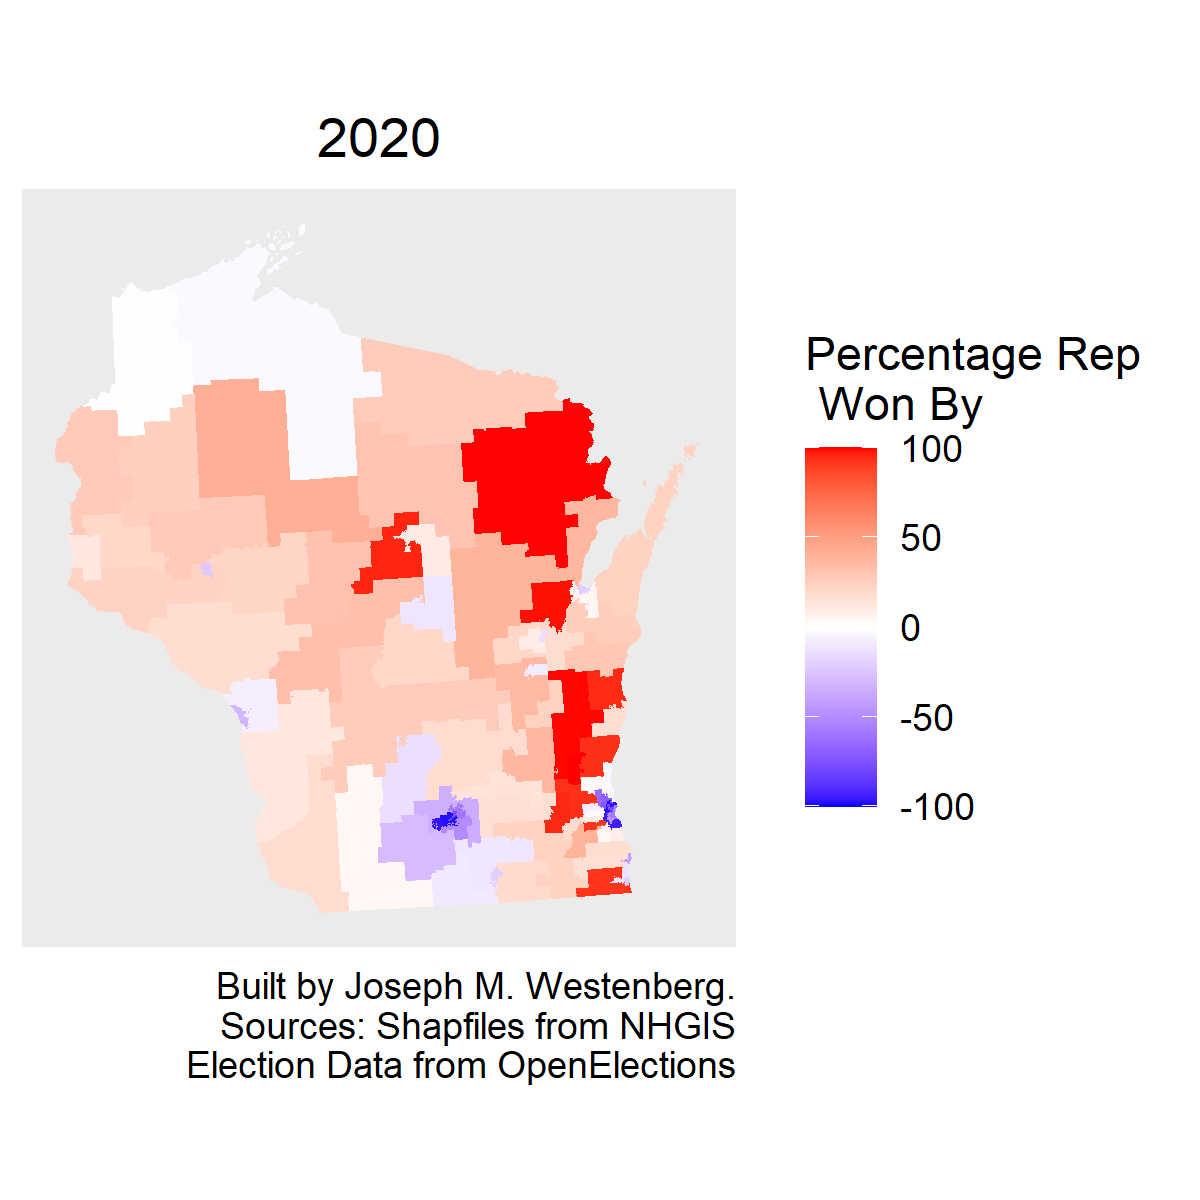 2020
Percentage Rep
Won By
100
50
0
-50
-100
Built by Joseph M. Westenberg.
Sources: Shapfiles from NHGIS
Election Data from OpenElections